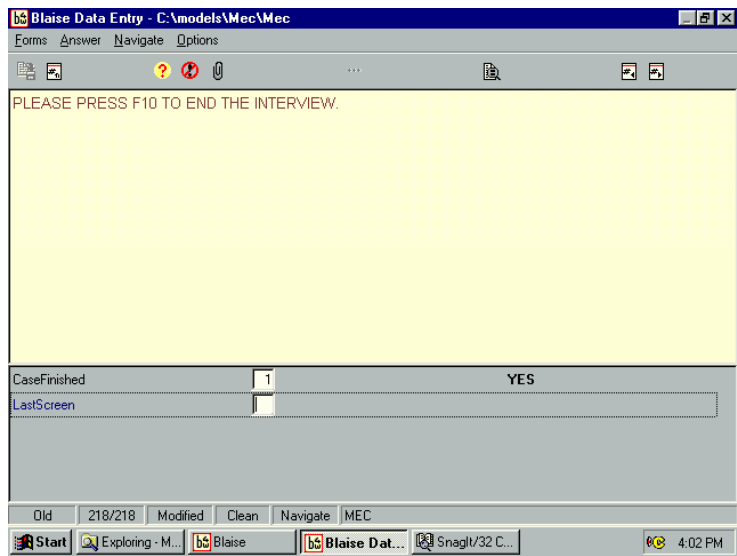 Blaise Data Entry - C:\models\Mec\Mec
Forms Answer Navigate Options
PLEASE PRESS F10 TO END THE INTERVIEW.
CaseFinished 1 YES
LastScreen
Old 218/218 Modified Clean Navigate MEC
Start Exploring - M... Blaise Blaise Dat... SnagIt/32 C... 4:02 PM